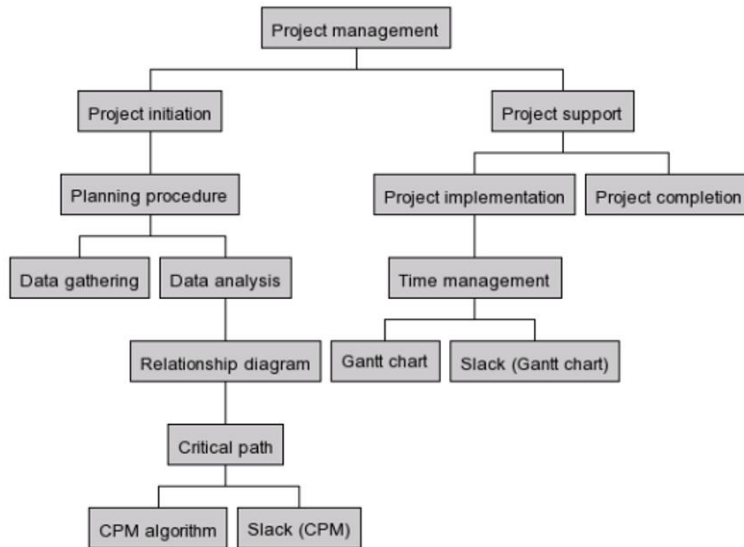 Project management
Project initiation
Project support
Planning procedure
Project implementation
Project completion
Data gathering
Data analysis
Time management
Relationship diagram
Gantt chart
Slack (Gantt chart)
Critical path
CPM algorithm
Slack (CPM)